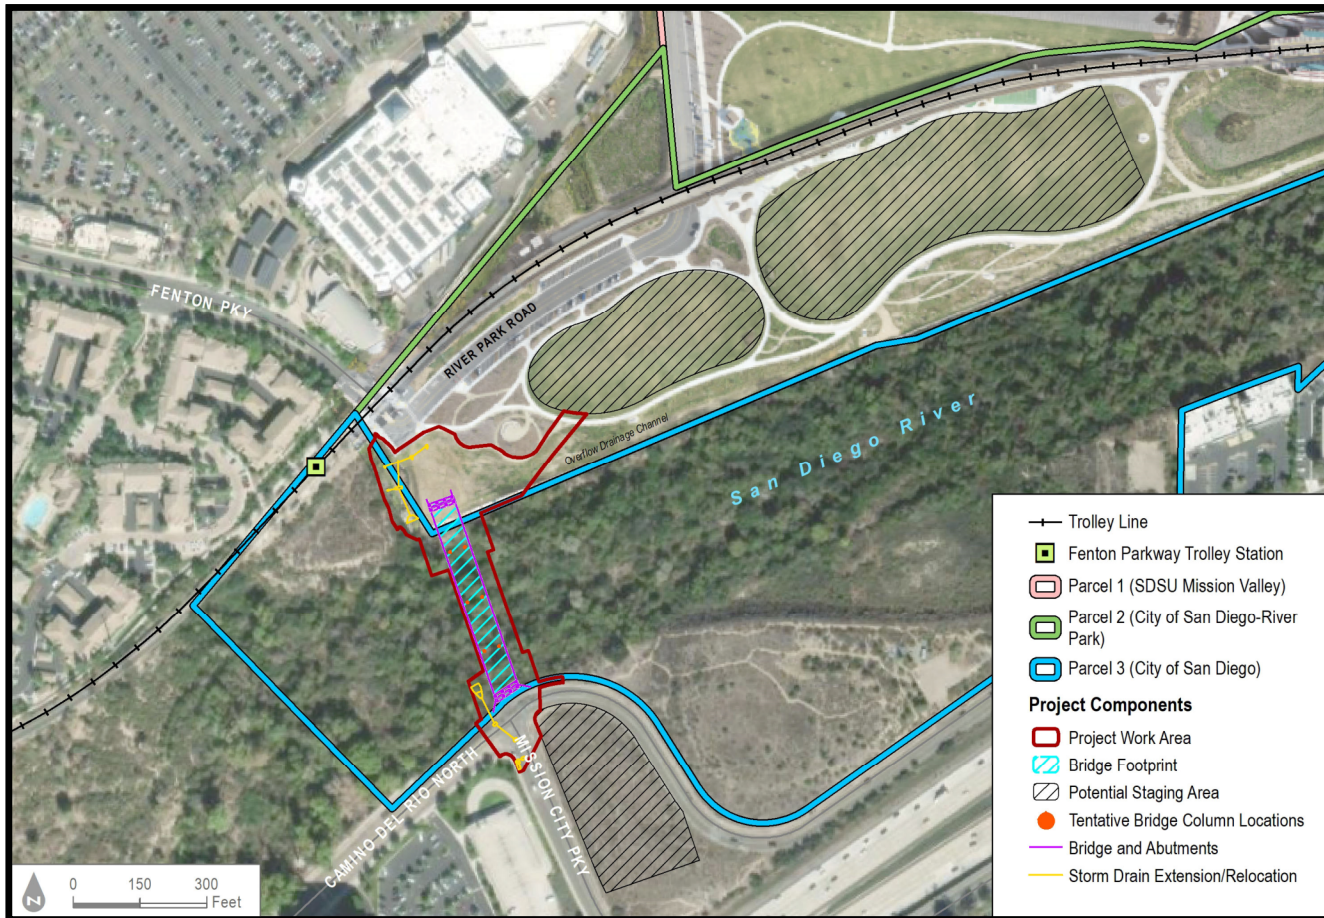 FENTON PKY
RIVER PARK ROAD
Overflow Drainage Channel
San Diego River
CAMINO DEL RIO NORTH
MISSION CITY PKY
Trolley Line
Fenton Parkway Trolley Station
Parcel 1 (SDSU Mission Valley)
Parcel 2 (City of San Diego-River
Park)
Parcel 3 (City of San Diego)
Project Components
Project Work Area
Bridge Footprint
Potential Staging Area
Tentative Bridge Column Locations
Bridge and Abutments
Storm Drain Extension/Relocation
0 150 300
Feet
N